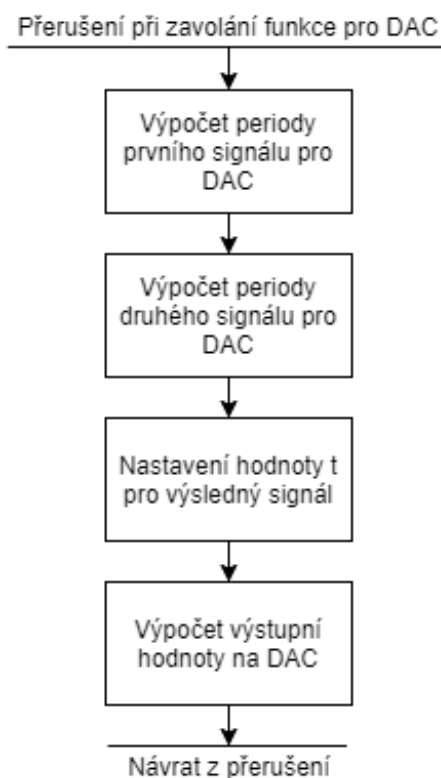 Přerušení při zavolání funkce pro DAC
Výpočet periody
prvního signálu pro
DAC
Výpočet periody
druhého signálu pro
DAC
Nastavení hodnoty t
pro výsledný signál
Výpočet výstupní
hodnoty na DAC
Návrat z přerušení